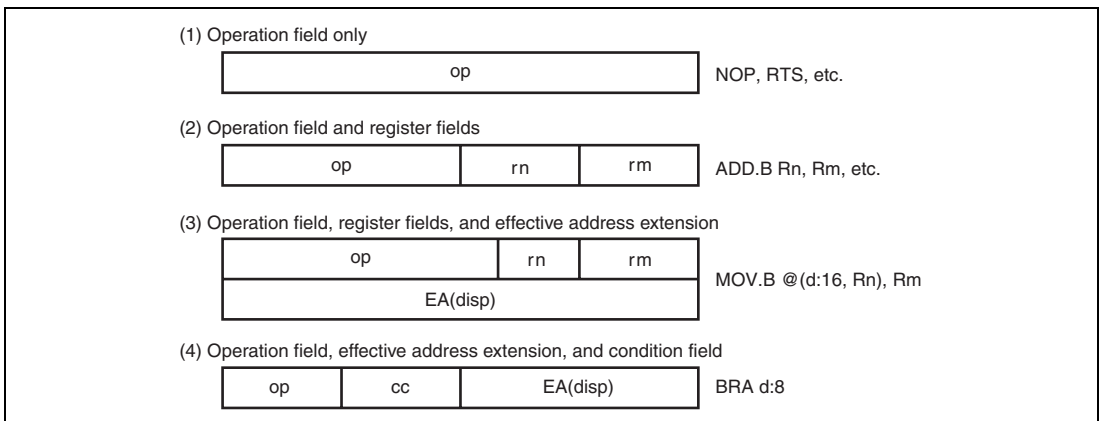 (1) Operation field only
op
NOP, RTS, etc.
(2) Operation field and register fields
op rn rm
ADD.B Rn, Rm, etc.
(3) Operation field, register fields, and effective address extension
op rn rm
EA(disp)
MOV.B @(d:16, Rn), Rm
(4) Operation field, effective address extension, and condition field
op cc EA(disp)
BRA d:8